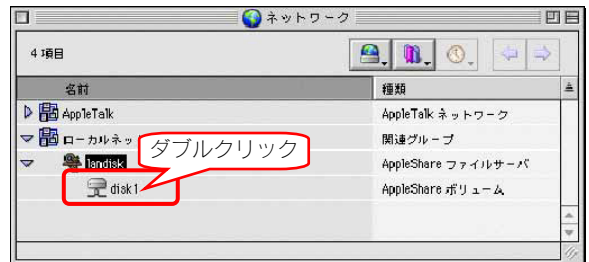 ネットワーク
4 項目
名前 種類
AppleTalk AppleTalk ネットワーク
ローカルネッ 関連グループ
landisk AppleShare ファイルサーバ
disk1 AppleShare ボリューム
ダブルクリック